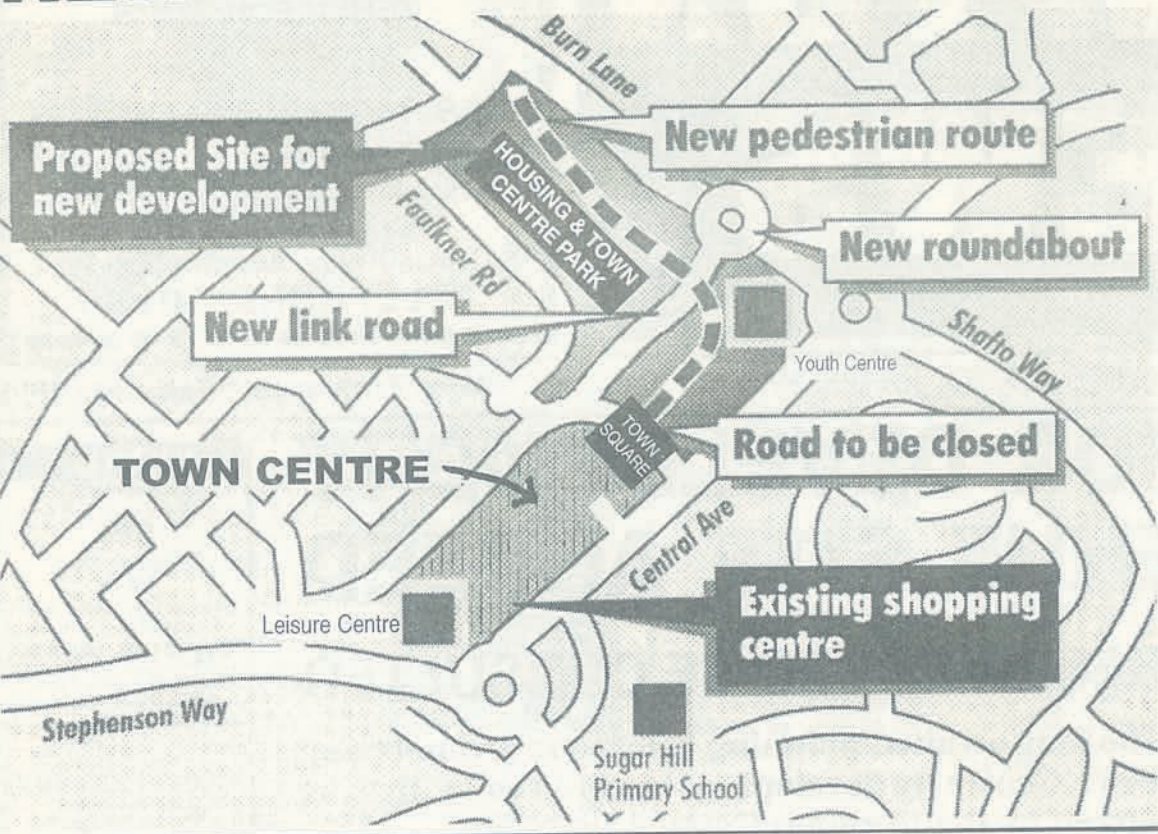 Burn Lane
New pedestrian route
Proposed Site for
new development
HOUSING & TOWN
CENTRE PARK
Faulkner Rd
New roundabout
New link road
Shafto Way
Youth Centre
TOWN
SQUARE
Road to be closed
TOWN CENTRE
Central Ave
Existing shopping
centre
Leisure Centre
Stephenson Way
Sugar Hill
Primary School